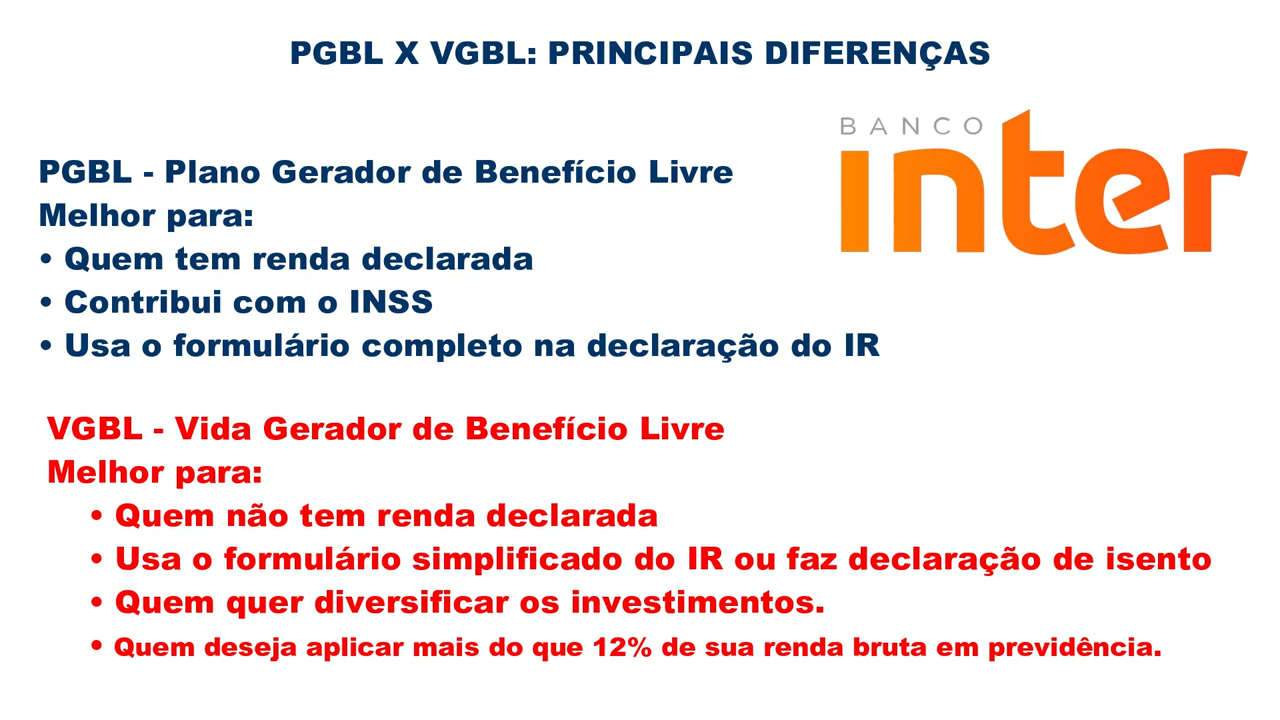 PGBL X VGBL: PRINCIPAIS DIFERENÇAS
BANCO
inter
PGBL - Plano Gerador de Benefício Livre
Melhor para:
• Quem tem renda declarada
• Contribui com o INSS
• Usa o formulário completo na declaração do IR
VGBL - Vida Gerador de Benefício Livre
Melhor para:
• Quem não tem renda declarada
• Usa o formulário simplificado do IR ou faz declaração de isento
• Quem quer diversificar os investimentos.
• Quem deseja aplicar mais do que 12% de sua renda bruta em previdência.